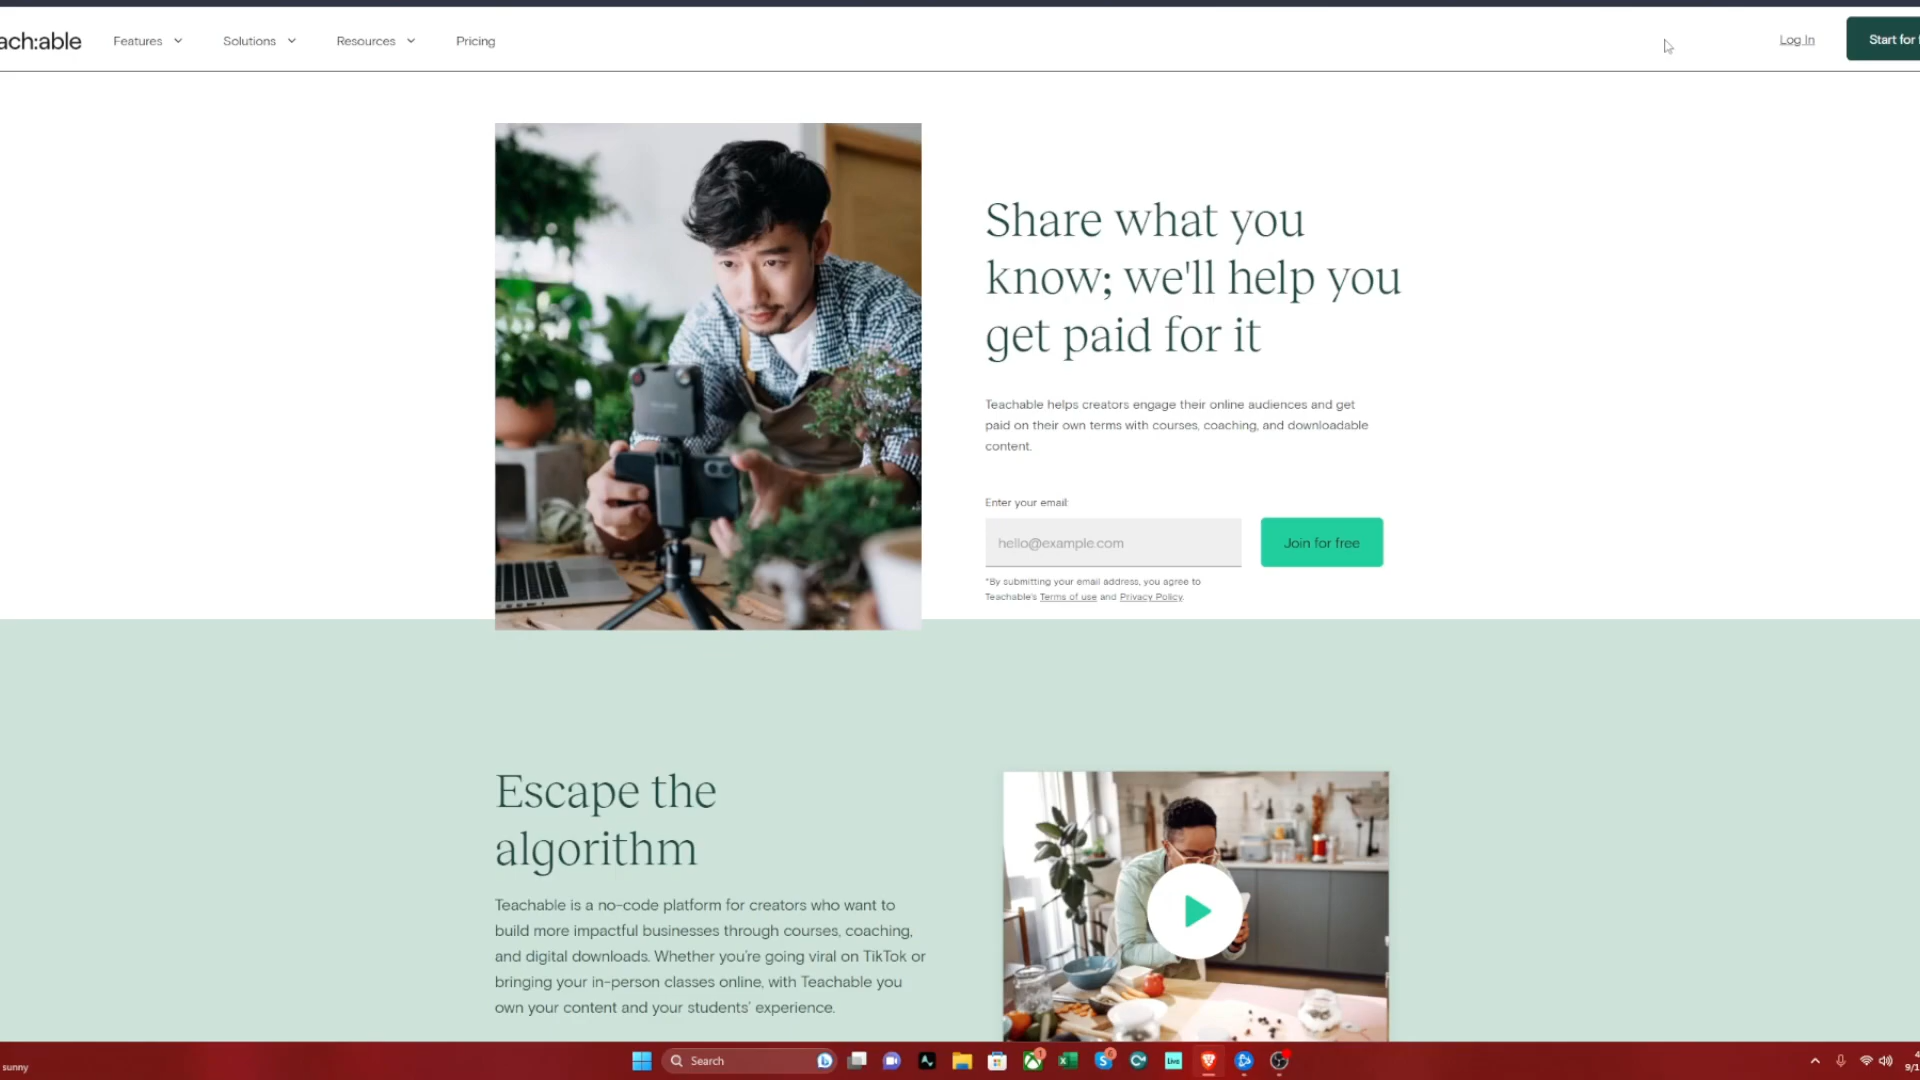 ach:able
Features
Solutions
Resources
Pricing
Log In
Start for
Share what you
know; we'll help you
get paid for it
Teachable helps creators engage their online audiences and get
paid on their own terms with courses, coaching, and downloadable
content.
Enter your email:
hello@example.com
Join for free
*By submitting your email address, you agree to
Teachable's Terms of use and Privacy Policy.
Escape the
algorithm
Teachable is a no-code platform for creators who want to
build more impactful businesses through courses, coaching,
and digital downloads. Whether you're going viral on TikTok or
bringing your in-person classes online, with Teachable you
own your content and your students' experience.
sunny
Search
Live